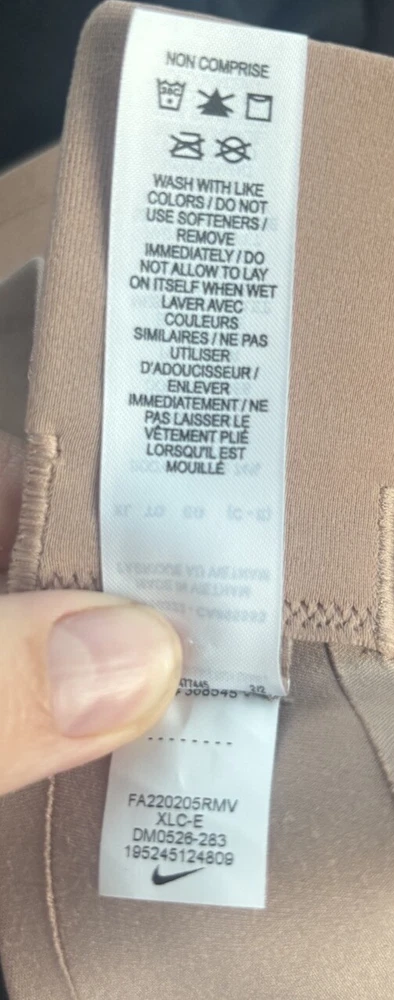 NON COMPRISE
30C
WASH WITH LIKE
COLORS / DO NOT
USE SOFTENERS /
REMOVE
IMMEDIATELY / DO
NOT ALLOW TO LAY
ON ITSELF WHEN WET
LAVER AVEC
COULEURS
SIMILAIRES / NE PAS
UTILISER
D'ADOUCISSEUR /
ENLEVER
IMMEDIATEMENT / NE
PAS LAISSER LE
VÊTEMENT PLIÉ
LORSQU'IL EST
MOUILLÉ
FA220205RMV
XLC-E
DM0526-283
195245124809